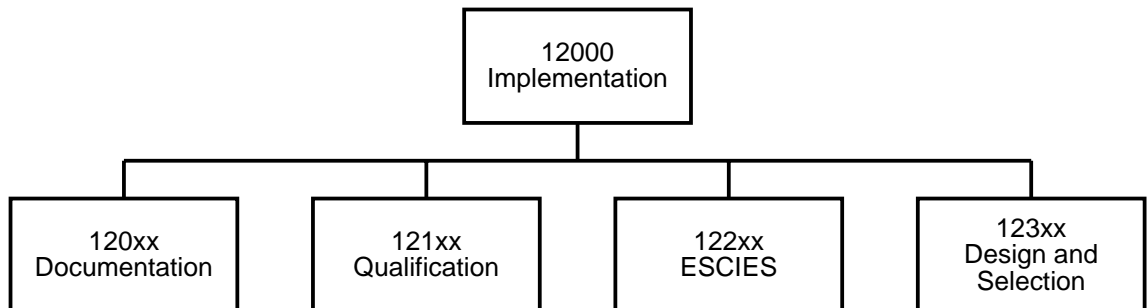 12000
Implementation
120xx
Documentation
121xx
Qualification
122xx
ESCIES
123xx
Design and
Selection